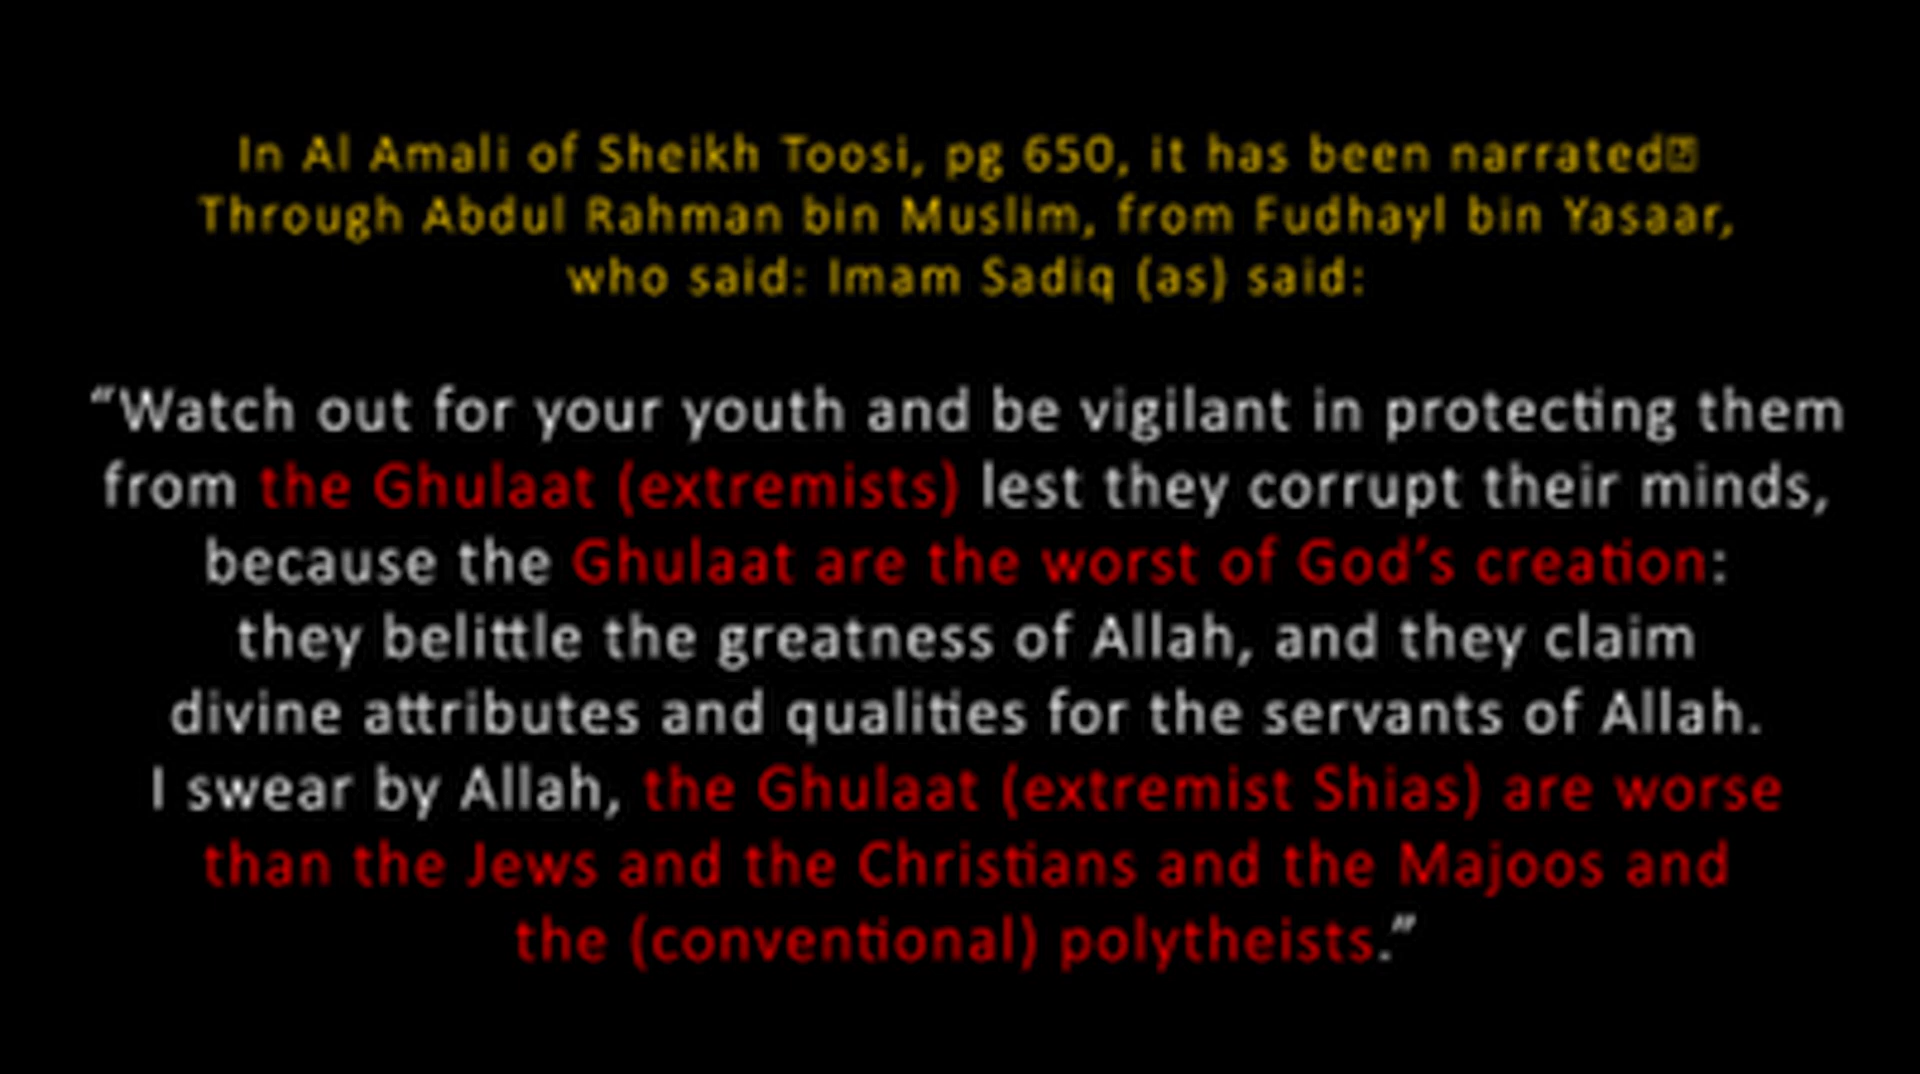 In Al Amali of Sheikh Toosi, pg 650, it has been narrated
Through Abdul Rahman bin Muslim, from Fudhayl bin Yasaar,
who said: Imam Sadiq (as) said:
“Watch out for your youth and be vigilant in protecting them
from the Ghulaat (extremists) lest they corrupt their minds,
because the Ghulaat are the worst of God’s creation:
they belittle the greatness of Allah, and they claim
divine attributes and qualities for the servants of Allah.
I swear by Allah, the Ghulaat (extremist Shias) are worse
than the Jews and the Christians and the Majoos and
the (conventional) polytheists.”